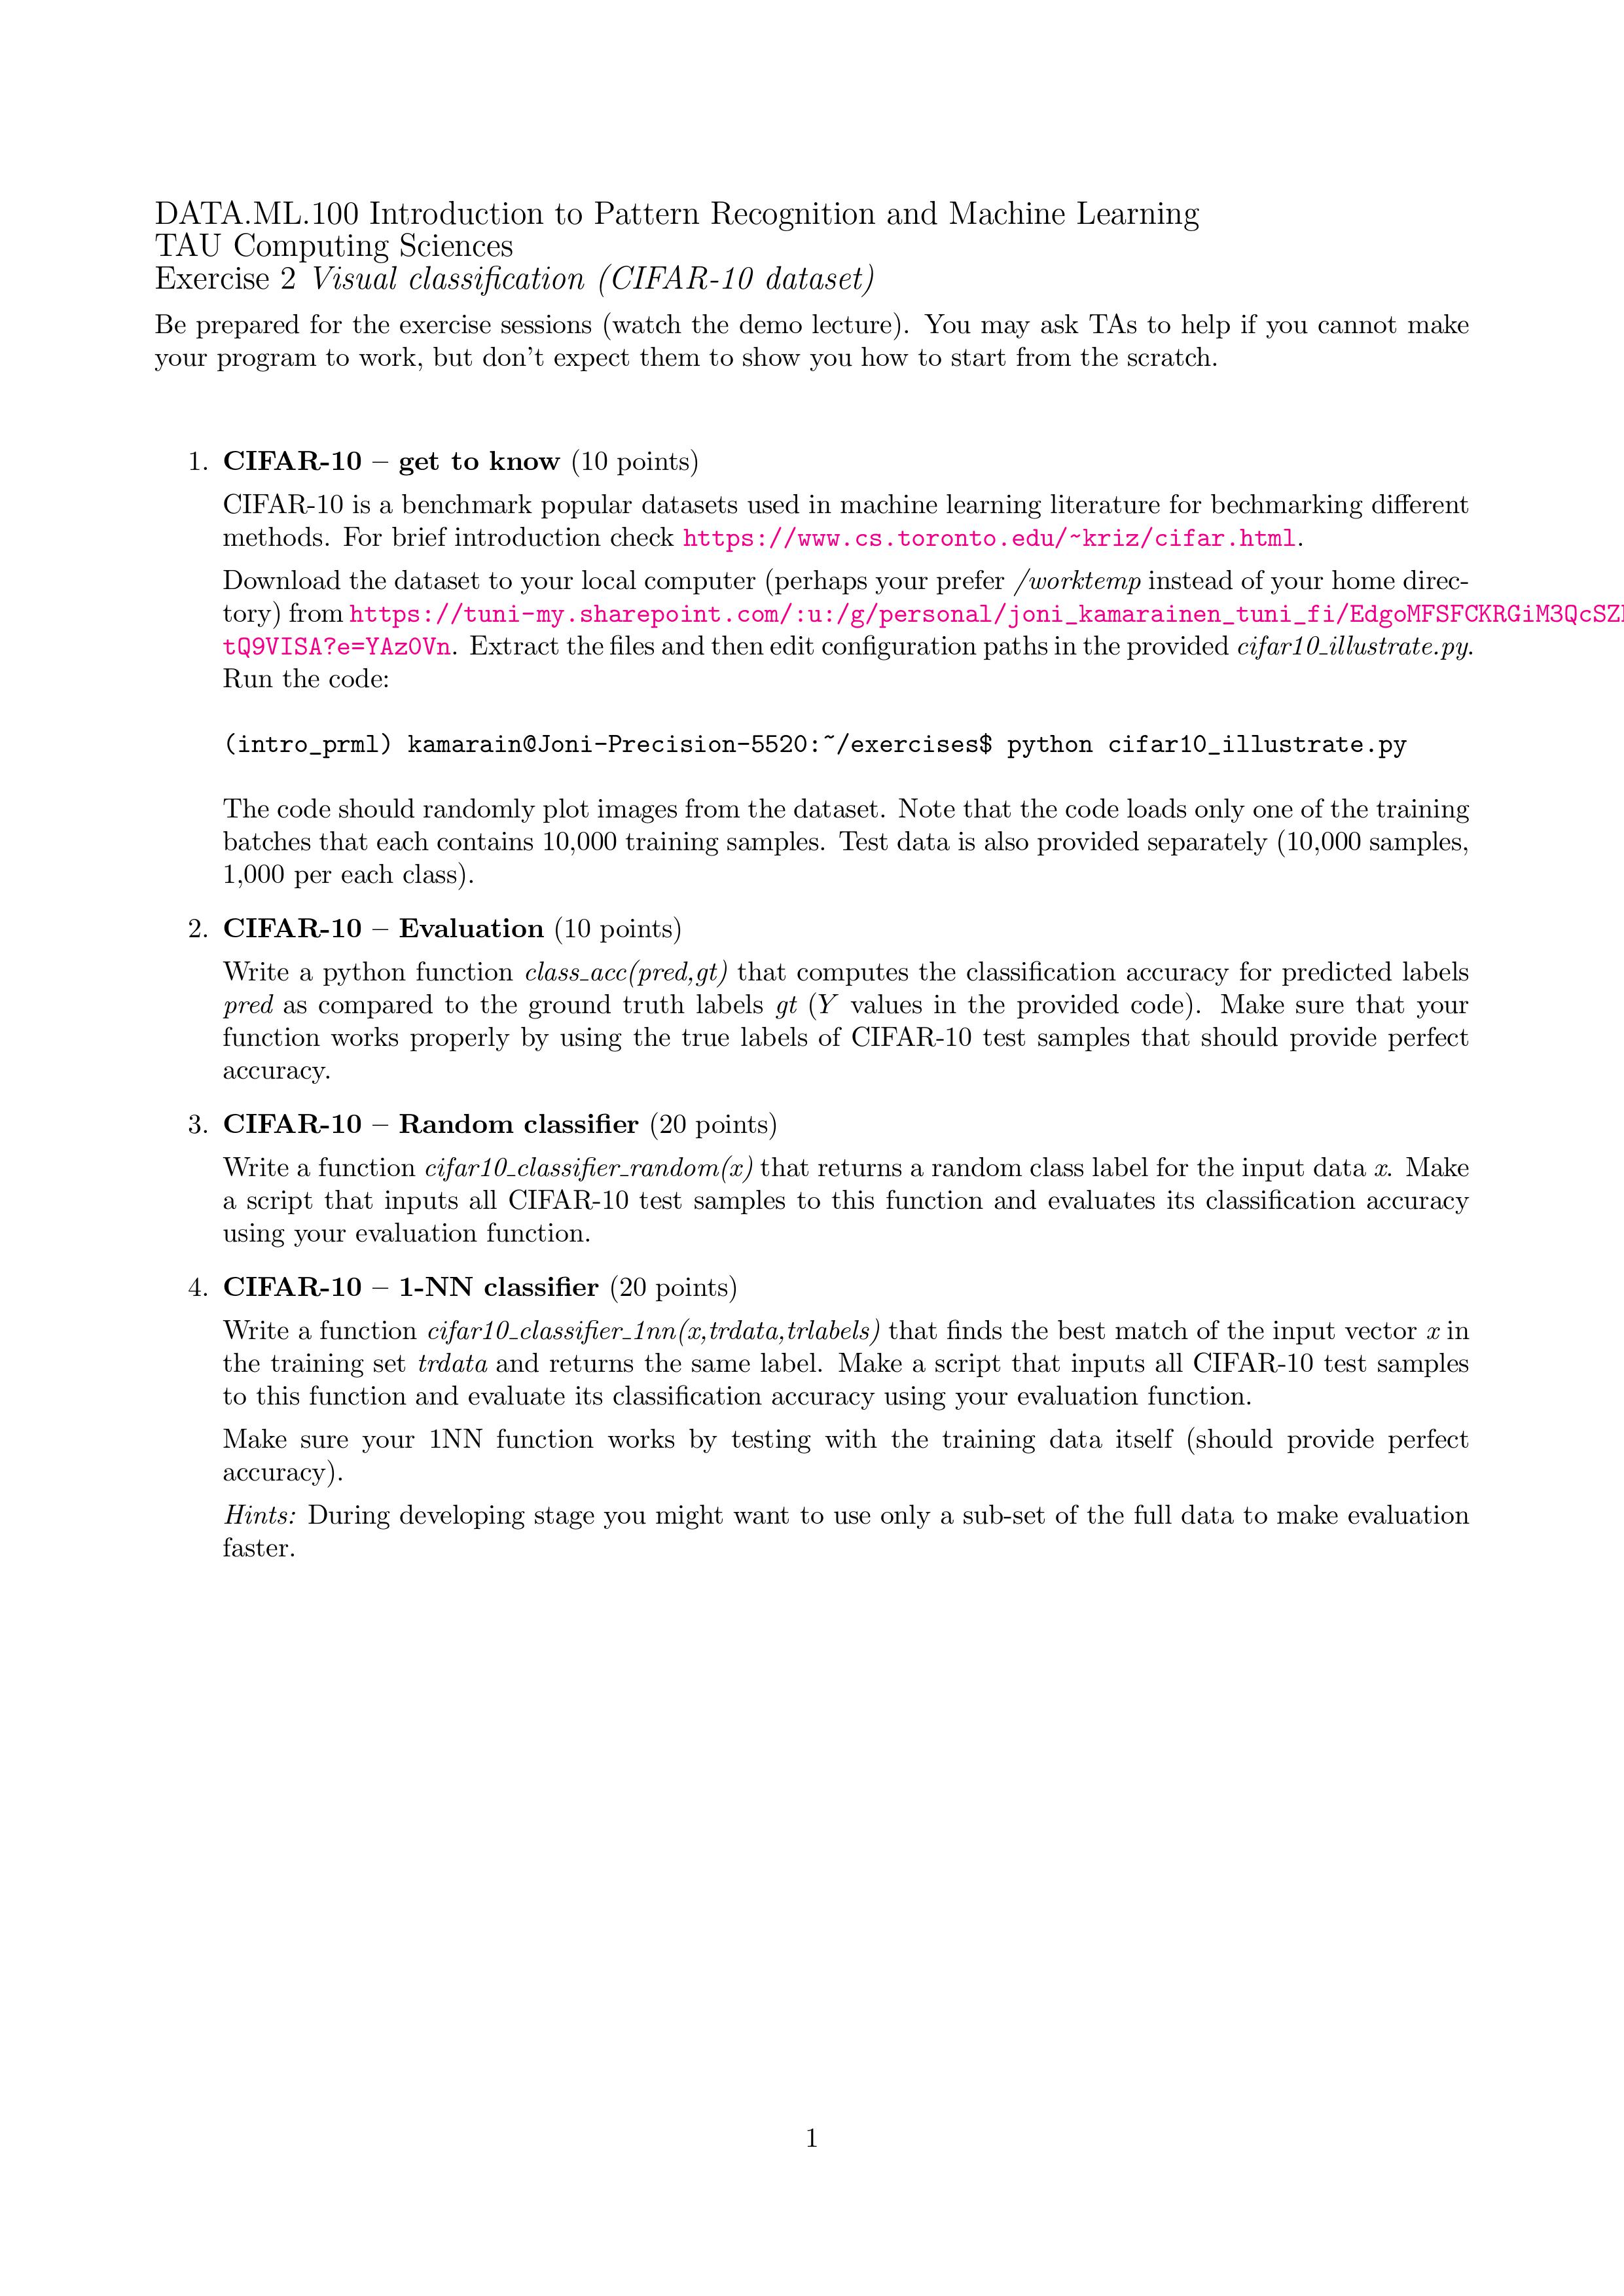 DATA.ML.100 Introduction to Pattern Recognition and Machine Learning
TAU Computing Sciences
Exercise 2 Visual classification (CIFAR-10 dataset)
Be prepared for the exercise sessions (watch the demo lecture). You may ask TAs to help if you cannot make
your program to work, but don't expect them to show you how to start from the scratch.
1. CIFAR-10 – get to know (10 points)
CIFAR-10 is a benchmark popular datasets used in machine learning literature for bechmarking different
methods. For brief introduction check https://www.cs.toronto.edu/~kriz/cifar.html.
Download the dataset to your local computer (perhaps your prefer /worktemp instead of your home direc-
tory) from https://tuni-my.sharepoint.com/:u:/g/personal/joni_kamarainen_tuni_fi/EdgoMFSFCKRGiM3QcSZ
tQ9VISA?e=YAz0Vn. Extract the files and then edit configuration paths in the provided cifar10_illustrate.py.
Run the code:
(intro_prml) kamarain@Joni-Precision-5520:~/exercises$ python cifar10_illustrate.py
The code should randomly plot images from the dataset. Note that the code loads only one of the training
batches that each contains 10,000 training samples. Test data is also provided separately (10,000 samples,
1,000 per each class).
2. CIFAR-10 – Evaluation (10 points)
Write a python function class_acc(pred,gt) that computes the classification accuracy for predicted labels
pred as compared to the ground truth labels gt (Y values in the provided code). Make sure that your
function works properly by using the true labels of CIFAR-10 test samples that should provide perfect
accuracy.
3. CIFAR-10 – Random classifier (20 points)
Write a function cifar10_classifier_random(x) that returns a random class label for the input data x. Make
a script that inputs all CIFAR-10 test samples to this function and evaluates its classification accuracy
using your evaluation function.
4. CIFAR-10 – 1-NN classifier (20 points)
Write a function cifar10_classifier_1nn(x,trdata,trlabels) that finds the best match of the input vector x in
the training set trdata and returns the same label. Make a script that inputs all CIFAR-10 test samples
to this function and evaluate its classification accuracy using your evaluation function.
Make sure your 1NN function works by testing with the training data itself (should provide perfect
accuracy).
Hints: During developing stage you might want to use only a sub-set of the full data to make evaluation
faster.
1